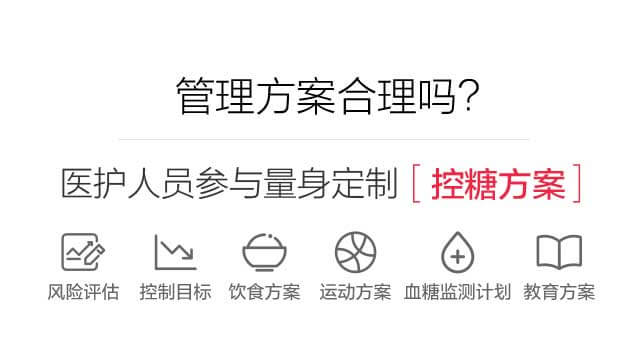 管理方案合理吗?
医护人员参与量身定制[控糖方案]
风险评估 控制目标 饮食方案 运动方案 血糖监测计划 教育方案